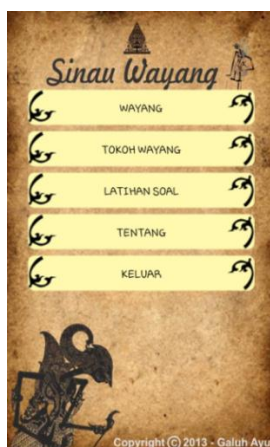 Sinau Wayang
WAYANG
TOKOH WAYANG
LATIHAN SOAL
TENTANG
KELUAR
Copyright (C) 2013 - Galuh Ayu